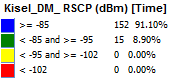 Kisel_DM_ RSCP (dBm) [Time]
>= -85 152 91.10%
< -85 and >= -95 15 8.90%
< -95 and >= -102 0 0.00%
< -102 0 0.00%